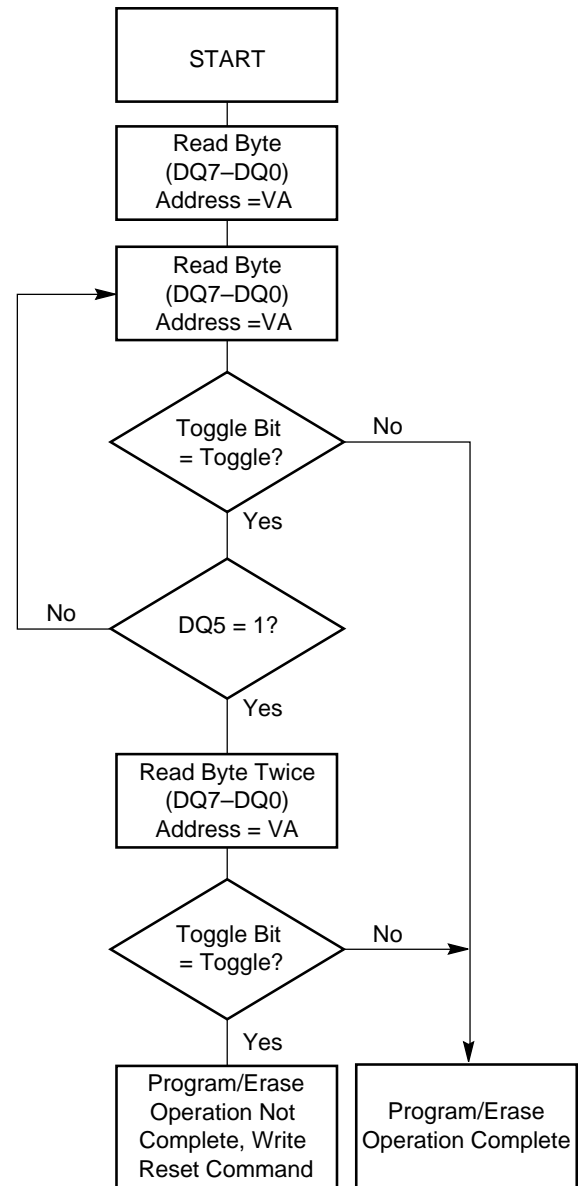 START
Read Byte
(DQ7–DQ0)
Address =VA
Read Byte
(DQ7–DQ0)
Address =VA
Toggle Bit
= Toggle?
No
Yes
No
DQ5 = 1?
Yes
Read Byte Twice
(DQ7–DQ0)
Address = VA
Toggle Bit
= Toggle?
No
Yes
Program/Erase
Operation Not
Complete, Write
Reset Command
Program/Erase
Operation Complete